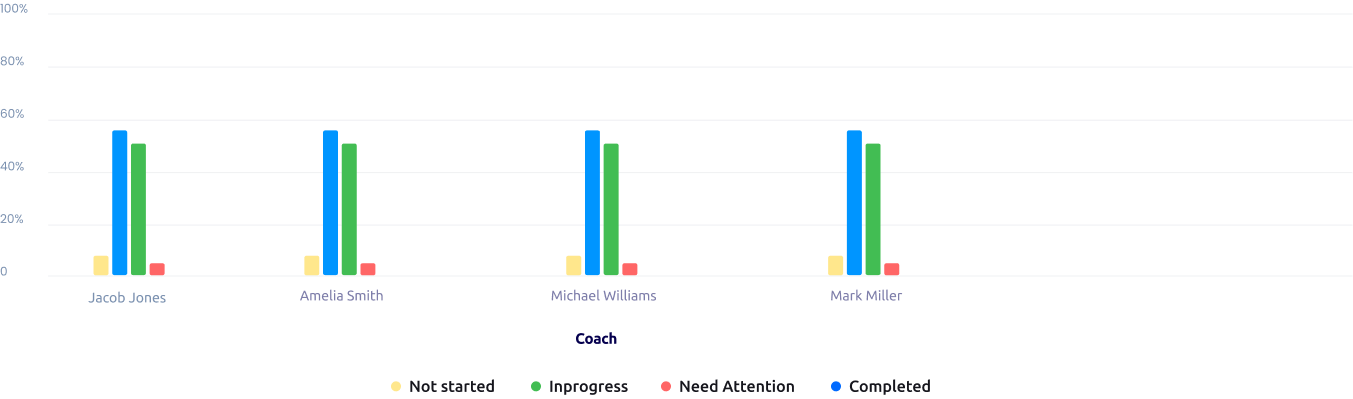 100%
80%
60%
40%
20%
0
Jacob Jones
Amelia Smith
Michael Williams
Mark Miller
Coach
Not started
Inprogress
Need Attention
Completed